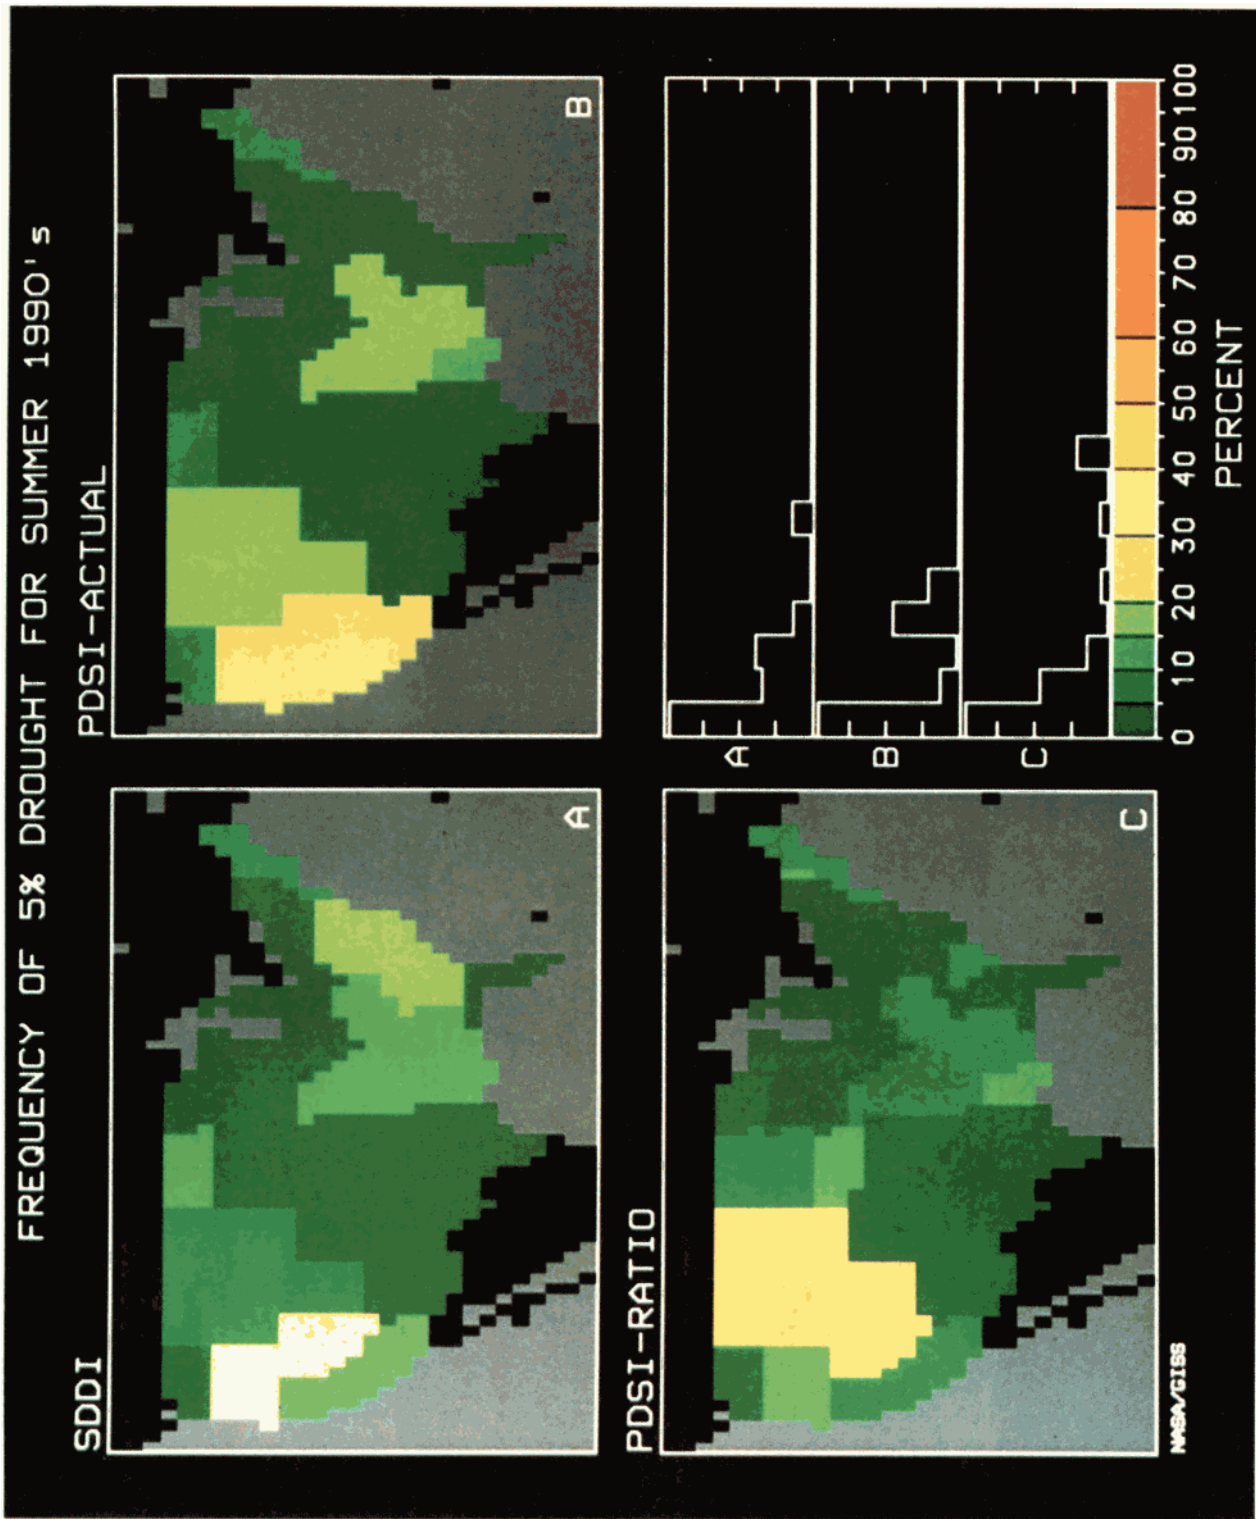 FREQUENCY OF 5% DROUGHT FOR SUMMER 1990's
SDDI
A
PDSI-ACTUAL
B
PDSI-RATIO
C
A
B
C
0 10 20 30 40 50 60 70 80 90 100
PERCENT
NASA/GISS